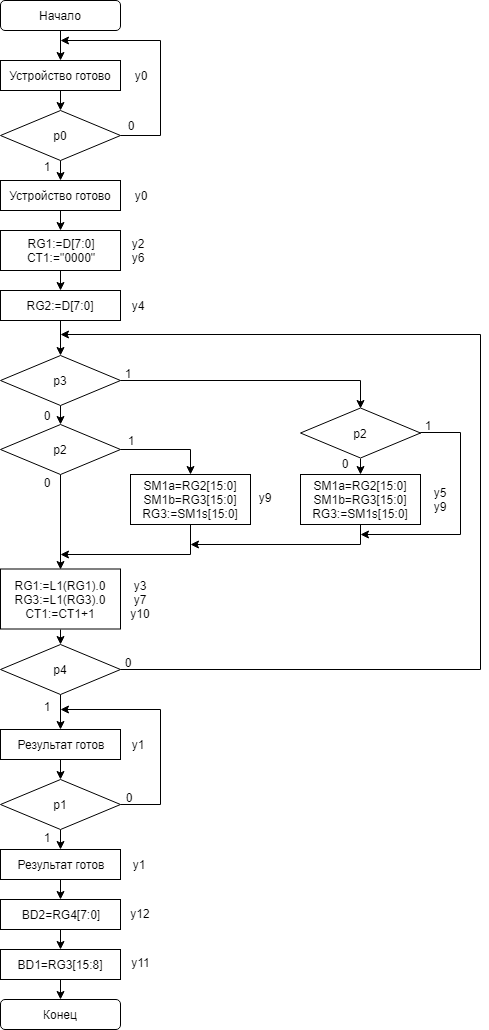 Начало
Устройство готово y0
p0
0
1
Устройство готово y0
RG1:=D[7:0] y2
CT1:="0000" y6
RG2:=D[7:0] y4
p3
1
0
p2
1
0
p2
1
0
SM1a=RG2[15:0]
SM1b=RG3[15:0] y9
RG3:=SM1s[15:0]
SM1a=RG2[15:0] y5
SM1b=RG3[15:0] y9
RG3:=SM1s[15:0]
RG1:=L1(RG1).0 y3
RG3:=L1(RG3).0 y7
CT1:=CT1+1 y10
p4
0
1
Результат готов y1
p1
0
1
Результат готов y1
BD2=RG4[7:0] y12
BD1=RG3[15:8] y11
Конец